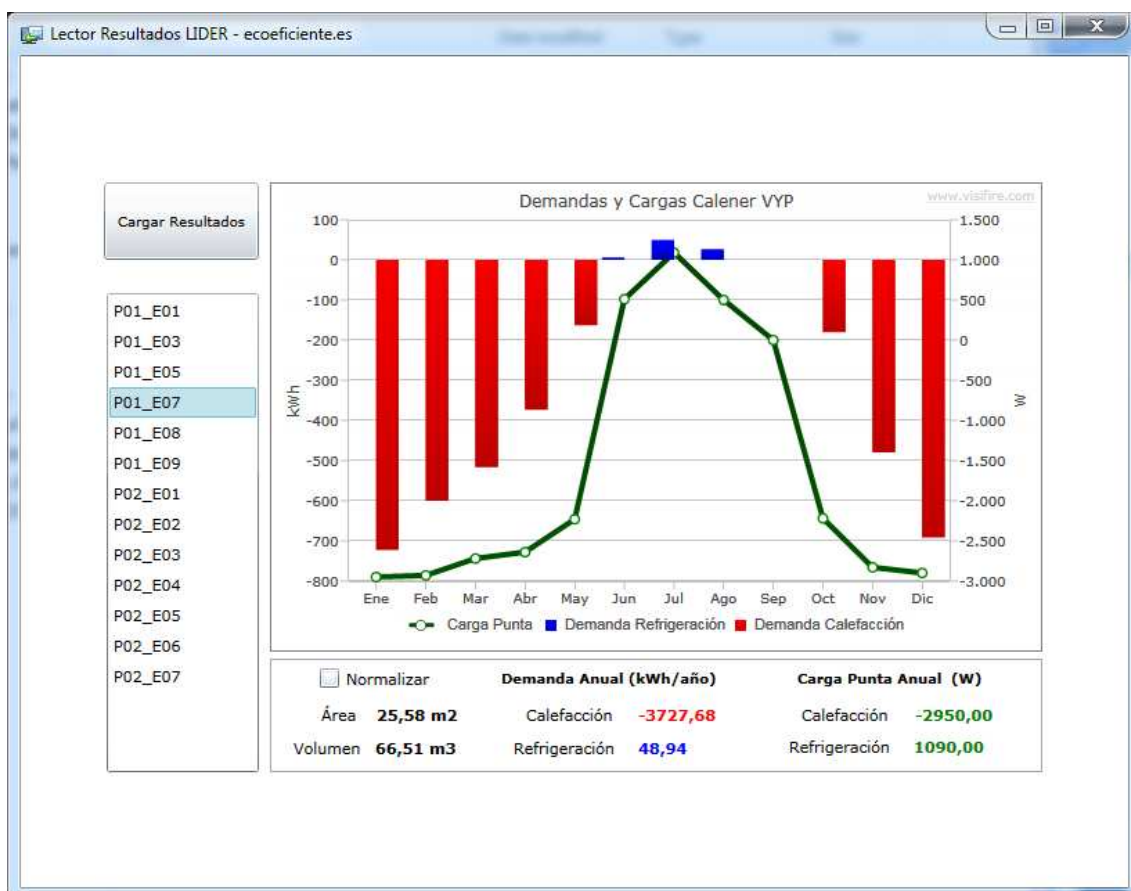 Lector Resultados LIDER - ecoeficiente.es
Cargar Resultados
P01_E01
P01_E03
P01_E05
P01_E07
P01_E08
P01_E09
P02_E01
P02_E02
P02_E03
P02_E04
P02_E05
P02_E06
P02_E07
Demandas y Cargas Calener VYP
www.visifire.com
100
0
-100
-200
-300
-400
-500
-600
-700
-800
kWh
1.500
1.000
500
0
-500
-1.000
-1.500
-2.000
-2.500
-3.000
W
Ene Feb Mar Abr May Jun Jul Ago Sep Oct Nov Dic
Carga Punta Demanda Refrigeración Demanda Calefacción
Normalizar Demanda Anual (kWh/año) Carga Punta Anual (W)
Área 25,58 m2 Calefacción -3727,68 Calefacción -2950,00
Volumen 66,51 m3 Refrigeración 48,94 Refrigeración 1090,00